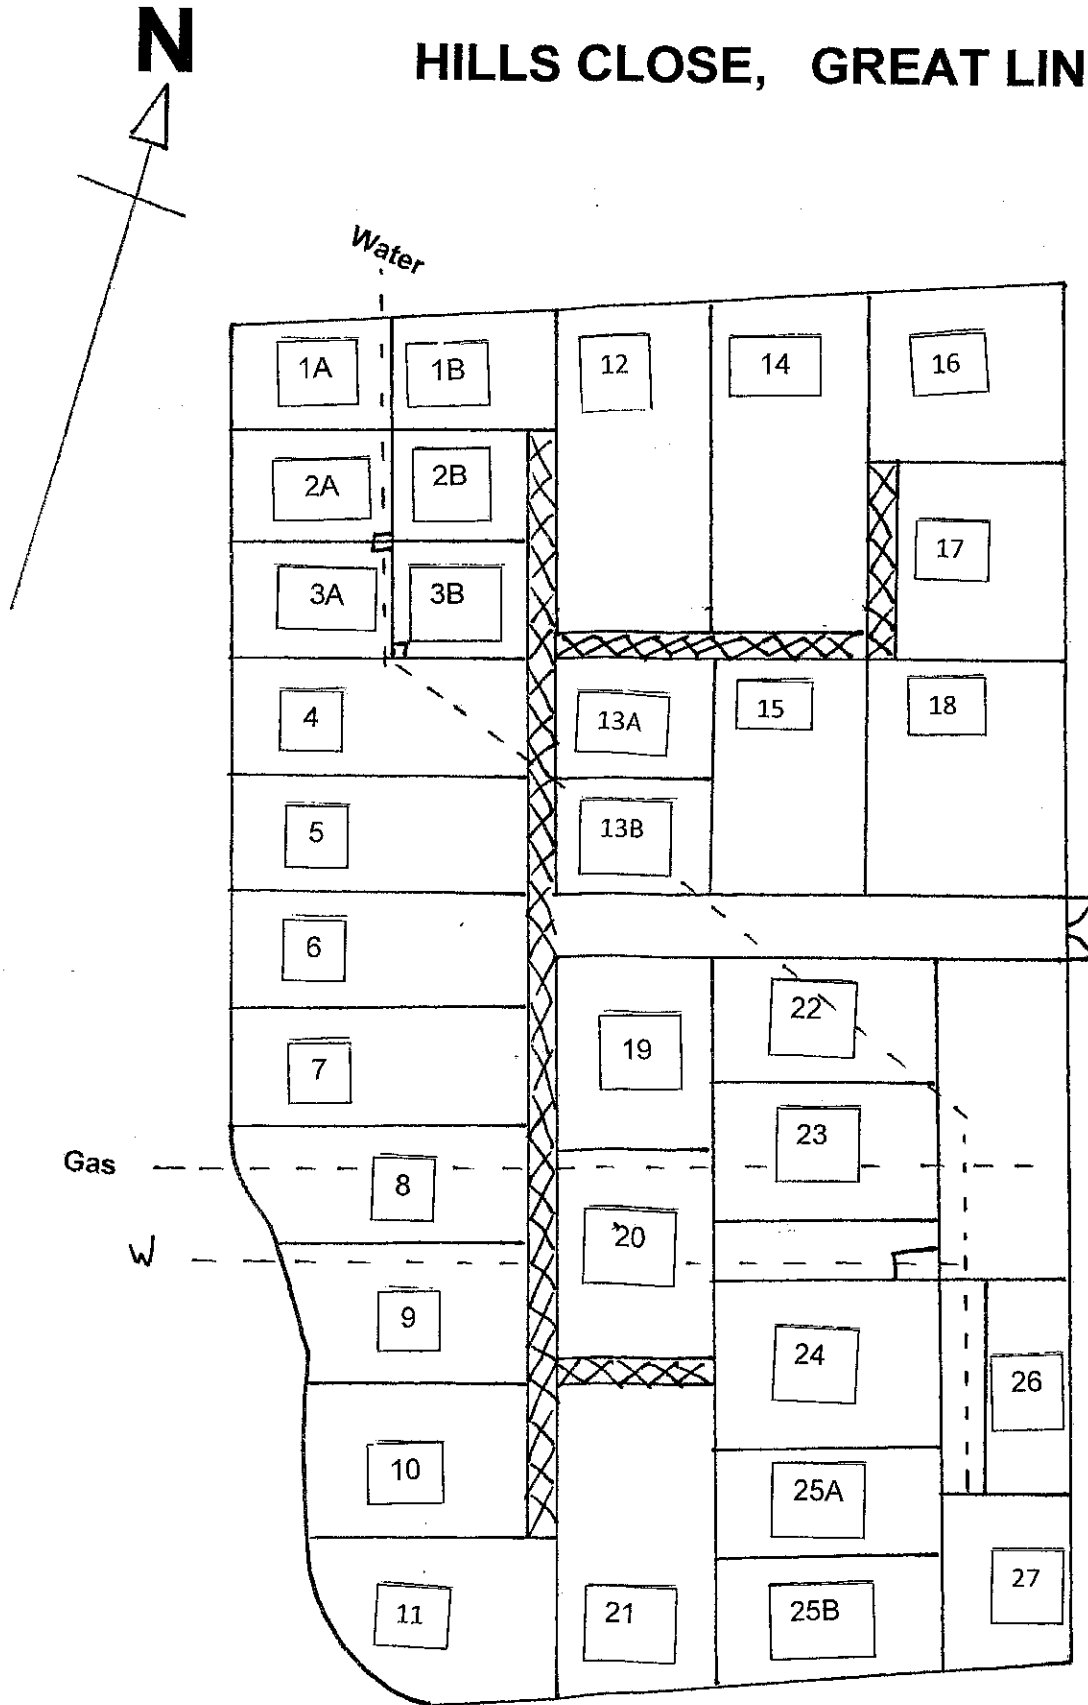 N
HILLS CLOSE, GREAT LIN
Water
1A 1B 12 14 16
2A 2B
17
3A 3B
4 13A 15 18
5 13B
6
22
7 19
23
Gas
8
W 20
9 24
26
10 25A
27
11 21 25B